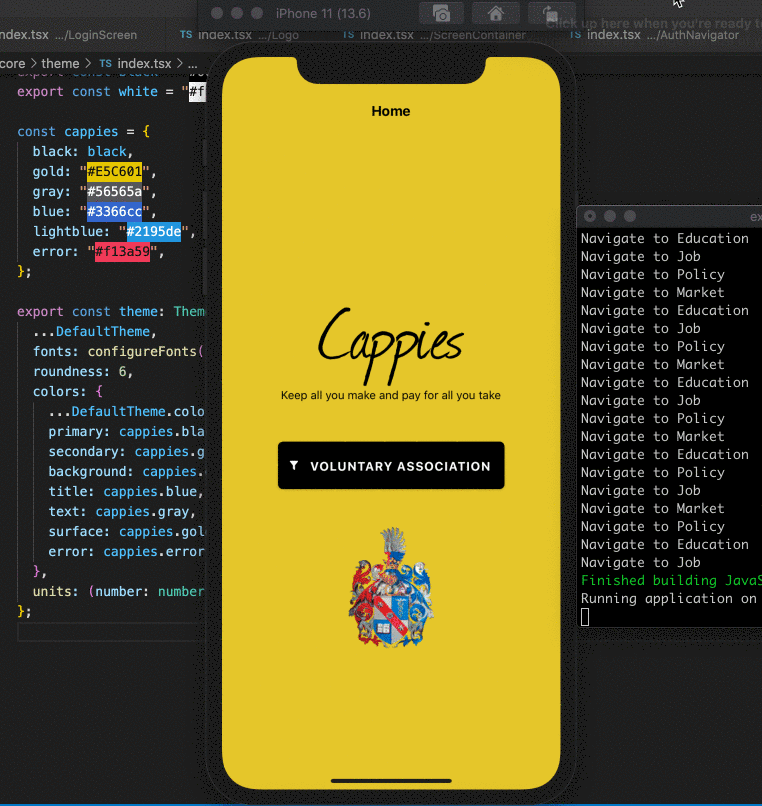 iPhone 11 (13.6)
Click up here when you're ready to
ndex.tsx .../LoginScreen
TS index.tsx .../Logo
TS index.tsx .../ScreenContainer
TS index.tsx .../AuthNavigator
core > theme > TS index.tsx > ...
export const white = "#f
const cappies = {
black: black,
gold: "#E5C601",
gray: "#56565a",
blue: "#3366cc",
lightblue: "#2195de",
error: "#f13a59",
};
export const theme: Them
...DefaultTheme,
fonts: configureFonts(
roundness: 6,
colors: {
...DefaultTheme.colo
primary: cappies.bla
secondary: cappies.g
background: cappies.
title: cappies.blue,
text: cappies.gray,
surface: cappies.gol
error: cappies.error
},
units: (number: number
};
Home
Cappies
Keep all you make and pay for all you take
VOLUNTARY ASSOCIATION
ex
Navigate to Education
Navigate to Job
Navigate to Policy
Navigate to Market
Navigate to Education
Navigate to Job
Navigate to Policy
Navigate to Market
Navigate to Education
Navigate to Job
Navigate to Policy
Navigate to Market
Navigate to Education
Navigate to Policy
Navigate to Job
Navigate to Market
Navigate to Policy
Navigate to Education
Navigate to Job
Finished building JavaS
Running application on